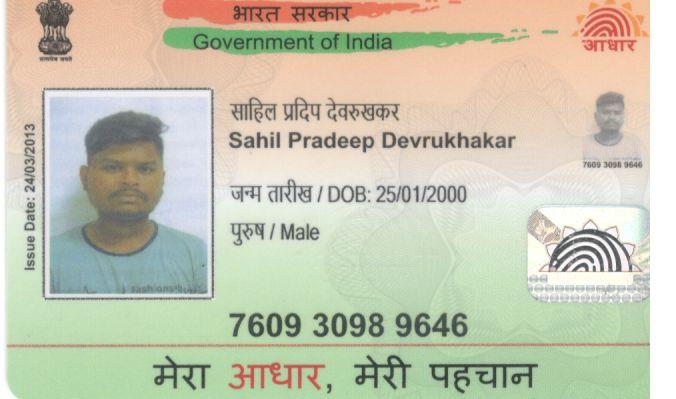 भारत सरकार
Government of India
सत्यमेव जयते
आधार
साहिल प्रदिप देवरुखकर
Sahil Pradeep Devrukhakar
जन्म तारीख / DOB: 25/01/2000
पुरुष / Male
Issue Date: 24/03/2013
7609 3098 9646
7609 3098 9646
मेरा आधार, मेरी पहचान